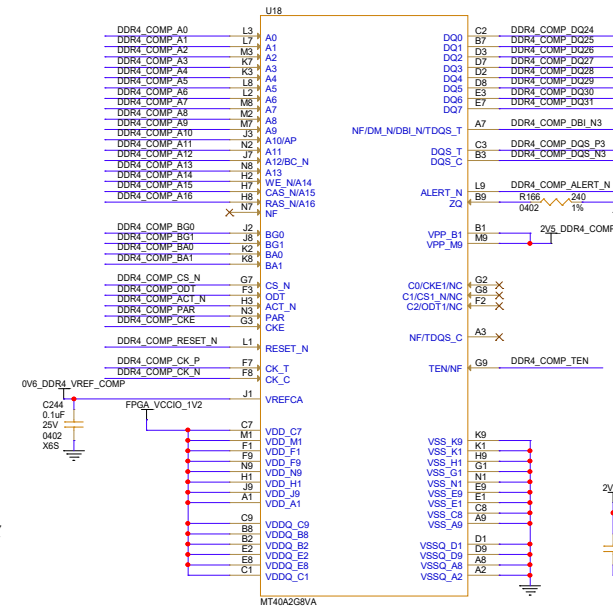 U18
DDR4_COMP_A0 L3 A0
DDR4_COMP_A1 L7 A1
DDR4_COMP_A2 M3 A2
DDR4_COMP_A3 K7 A3
DDR4_COMP_A4 K3 A4
DDR4_COMP_A5 L8 A5
DDR4_COMP_A6 L2 A6
DDR4_COMP_A7 M8 A7
DDR4_COMP_A8 M2 A8
DDR4_COMP_A9 M7 A9
DDR4_COMP_A10 J3 A10/AP
DDR4_COMP_A11 N2 A11
DDR4_COMP_A12 J7 A12/BC_N
DDR4_COMP_A13 N8 A13
DDR4_COMP_A14 H2 WE_N/A14
DDR4_COMP_A15 H7 CAS_N/A15
DDR4_COMP_A16 H8 RAS_N/A16
N7 NF
DDR4_COMP_BG0 J2 BG0
DDR4_COMP_BG1 J8 BG1
DDR4_COMP_BA0 K2 BA0
DDR4_COMP_BA1 K8 BA1
DDR4_COMP_CS_N G7 CS_N
DDR4_COMP_ODT F3 ODT
DDR4_COMP_ACT_N H3 ACT_N
DDR4_COMP_PAR N3 PAR
DDR4_COMP_CKE G3 CKE
DDR4_COMP_RESET_N L1 RESET_N
DDR4_COMP_CK_P F7 CK_T
DDR4_COMP_CK_N F8 CK_C
0V6_DDR4_VREF_COMP J1 VREFCA
C244
0.1uF
25V
0402
X6S
FPGA_VCCIO_1V2
C7 VDD_C7
M1 VDD_M1
F1 VDD_F1
F9 VDD_F9
N9 VDD_N9
H1 VDD_H1
J9 VDD_J9
A1 VDD_A1
C9 VDDQ_C9
B8 VDDQ_B8
B2 VDDQ_B2
E2 VDDQ_E2
E8 VDDQ_E8
C1 VDDQ_C1
DQ0 C2 DDR4_COMP_DQ24
DQ1 B7 DDR4_COMP_DQ25
DQ2 D3 DDR4_COMP_DQ26
DQ3 D7 DDR4_COMP_DQ27
DQ4 D2 DDR4_COMP_DQ28
DQ5 D8 DDR4_COMP_DQ29
DQ6 E3 DDR4_COMP_DQ30
DQ7 E7 DDR4_COMP_DQ31
NF/DM_N/DBI_N/TDQS_T A7 DDR4_COMP_DBI_N3
DQS_T C3 DDR4_COMP_DQS_P3
DQS_C B3 DDR4_COMP_DQS_N3
ALERT_N L9 DDR4_COMP_ALERT_N
ZQ B9 R166 240
0402 1%
VPP_B1 B1 2V5_DDR4_COMP
VPP_M9 M9
C0/CKE1/NC G2
C1/CS1_N/NC G8
C2/ODT1/NC F2
NF/TDQS_C A3
TEN/NF G9 DDR4_COMP_TEN
VSS_K9 K9
VSS_K1 K1
VSS_H9 H9
VSS_G1 G1
VSS_N1 N1
VSS_E9 E9
VSS_E1 E1
VSS_C8 C8
VSS_A9 A9
VSSQ_D1 D1
VSSQ_D9 D9
VSSQ_A8 A8
VSSQ_A2 A2
2V
MT40A2G8VA